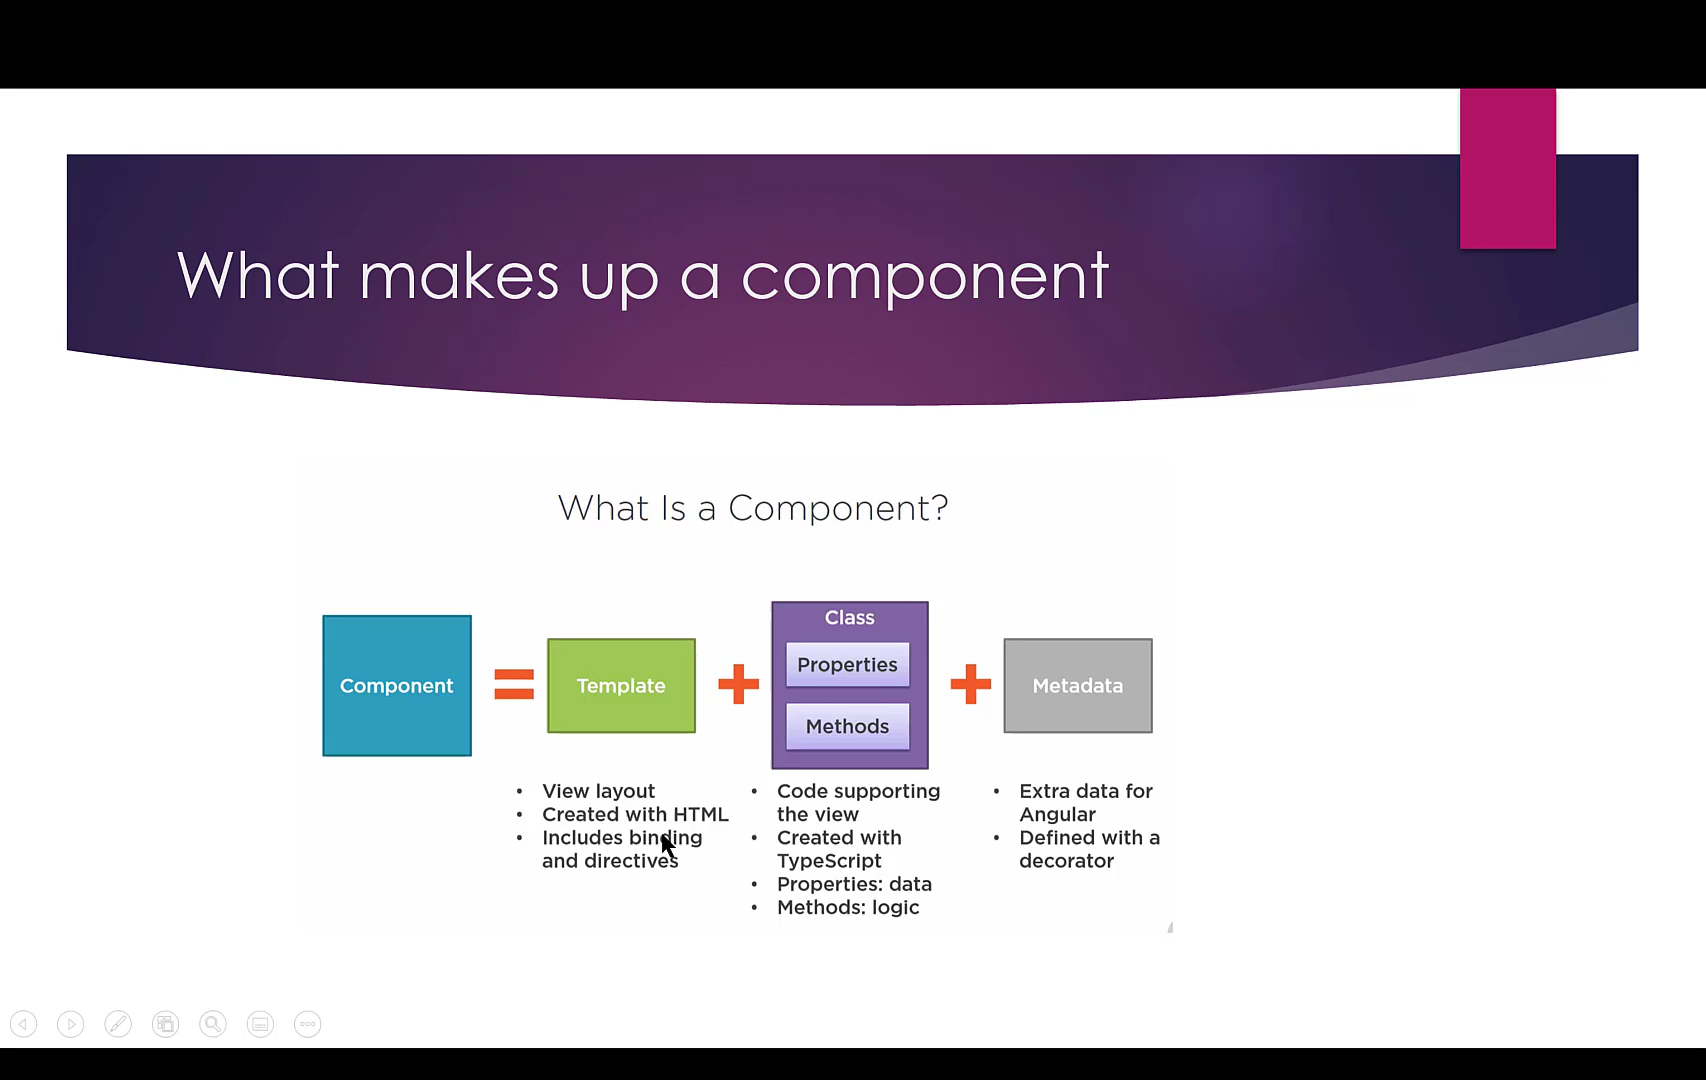 What makes up a component
What Is a Component?
Component
Template
Class
Properties
Methods
Metadata
• View layout
• Created with HTML
• Includes binding
and directives
• Code supporting
the view
• Created with
TypeScript
• Properties: data
• Methods: logic
• Extra data for
Angular
• Defined with a
decorator